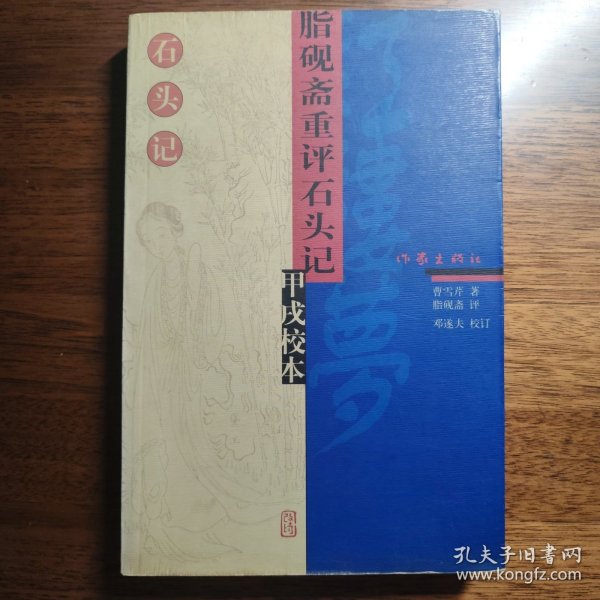 石头记
脂砚斋重评石头记
甲戌校本
作家出版社
曹雪芹 著
脂砚斋 评
邓遂夫 校订
夢
孔夫子旧书网
www.kongfz.com